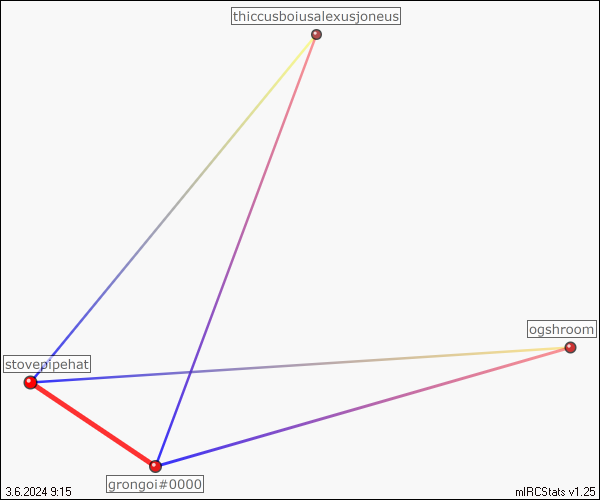 thiccusboiusalexusjoneus
ogshroom
stovepipehat
grongoi#0000
3.6.2024 9:15
mIRCStats v1.25